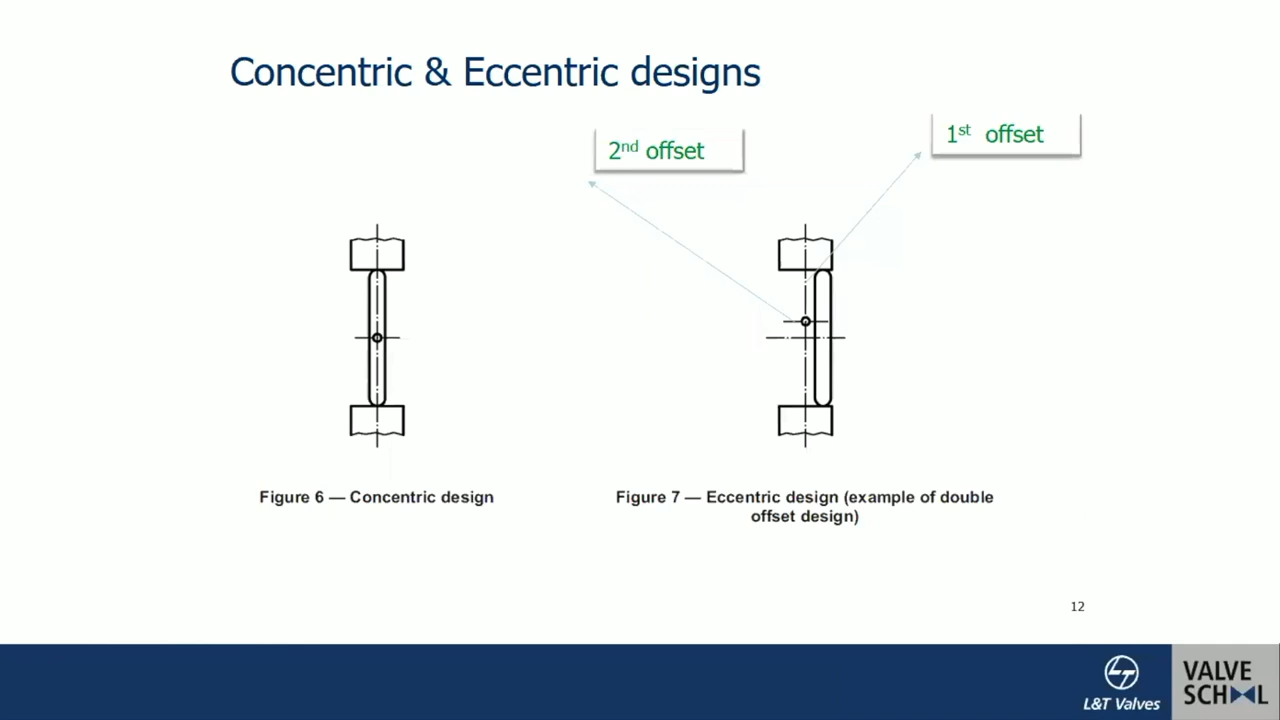 Concentric & Eccentric designs
2nd offset
1st offset
Figure 6 — Concentric design
Figure 7 — Eccentric design (example of double
offset design)
12
L&T Valves
VALVE
SCHOOL